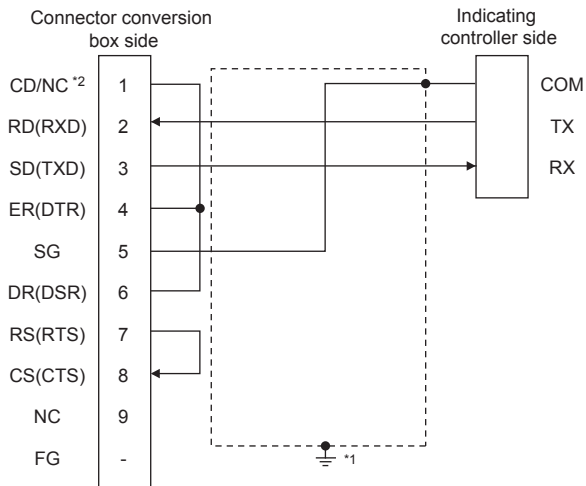 Connector conversion
box side
Indicating
controller side
CD/NC *2 1 COM
RD(RXD) 2 TX
SD(TXD) 3 RX
ER(DTR) 4
SG 5
DR(DSR) 6
RS(RTS) 7
CS(CTS) 8
NC 9
FG -
*1